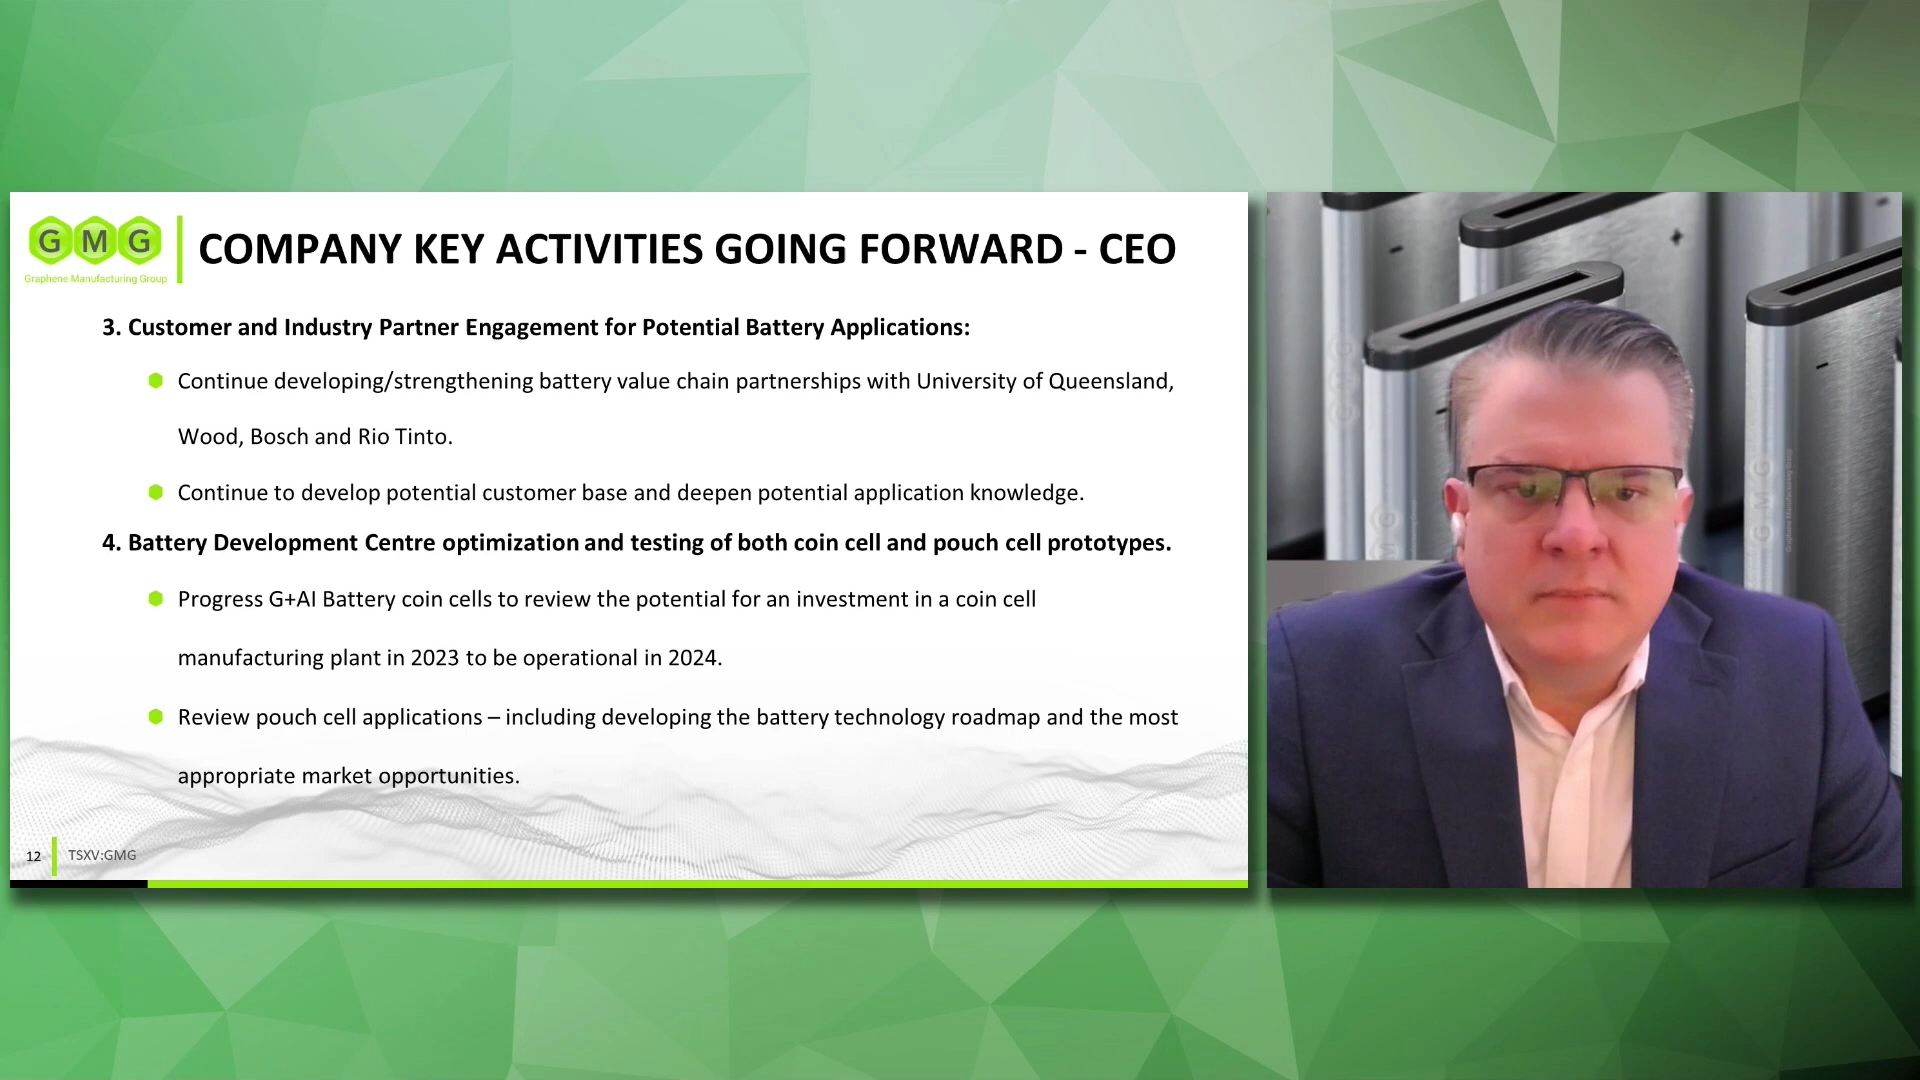 GMG
Graphene Manufacturing Group
COMPANY KEY ACTIVITIES GOING FORWARD - CEO
3. Customer and Industry Partner Engagement for Potential Battery Applications:
Continue developing/strengthening battery value chain partnerships with University of Queensland,
Wood, Bosch and Rio Tinto.
Continue to develop potential customer base and deepen potential application knowledge.
4. Battery Development Centre optimization and testing of both coin cell and pouch cell prototypes.
Progress G+AI Battery coin cells to review the potential for an investment in a coin cell
manufacturing plant in 2023 to be operational in 2024.
Review pouch cell applications – including developing the battery technology roadmap and the most
appropriate market opportunities.
12
TSXV:GMG
GMG